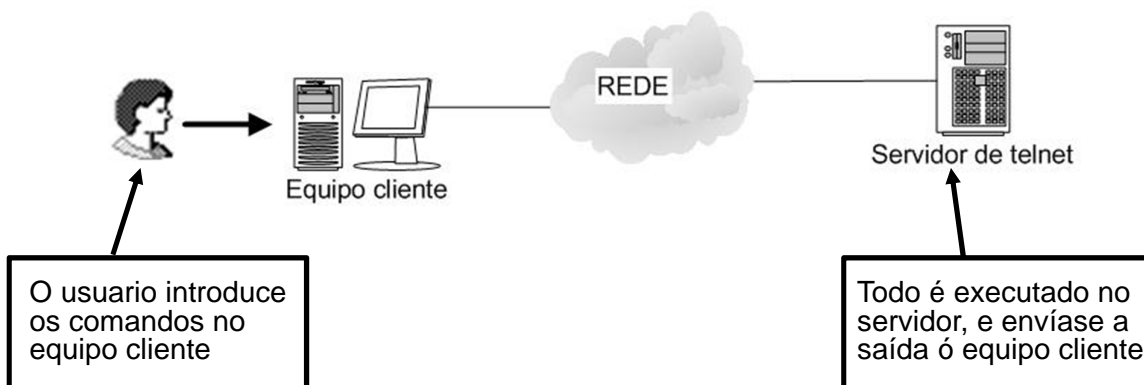 REDE
Equipo cliente
Servidor de telnet
O usuario introduce
os comandos no
equipo cliente
Todo é executado no
servidor, e envíase a
saída ó equipo cliente